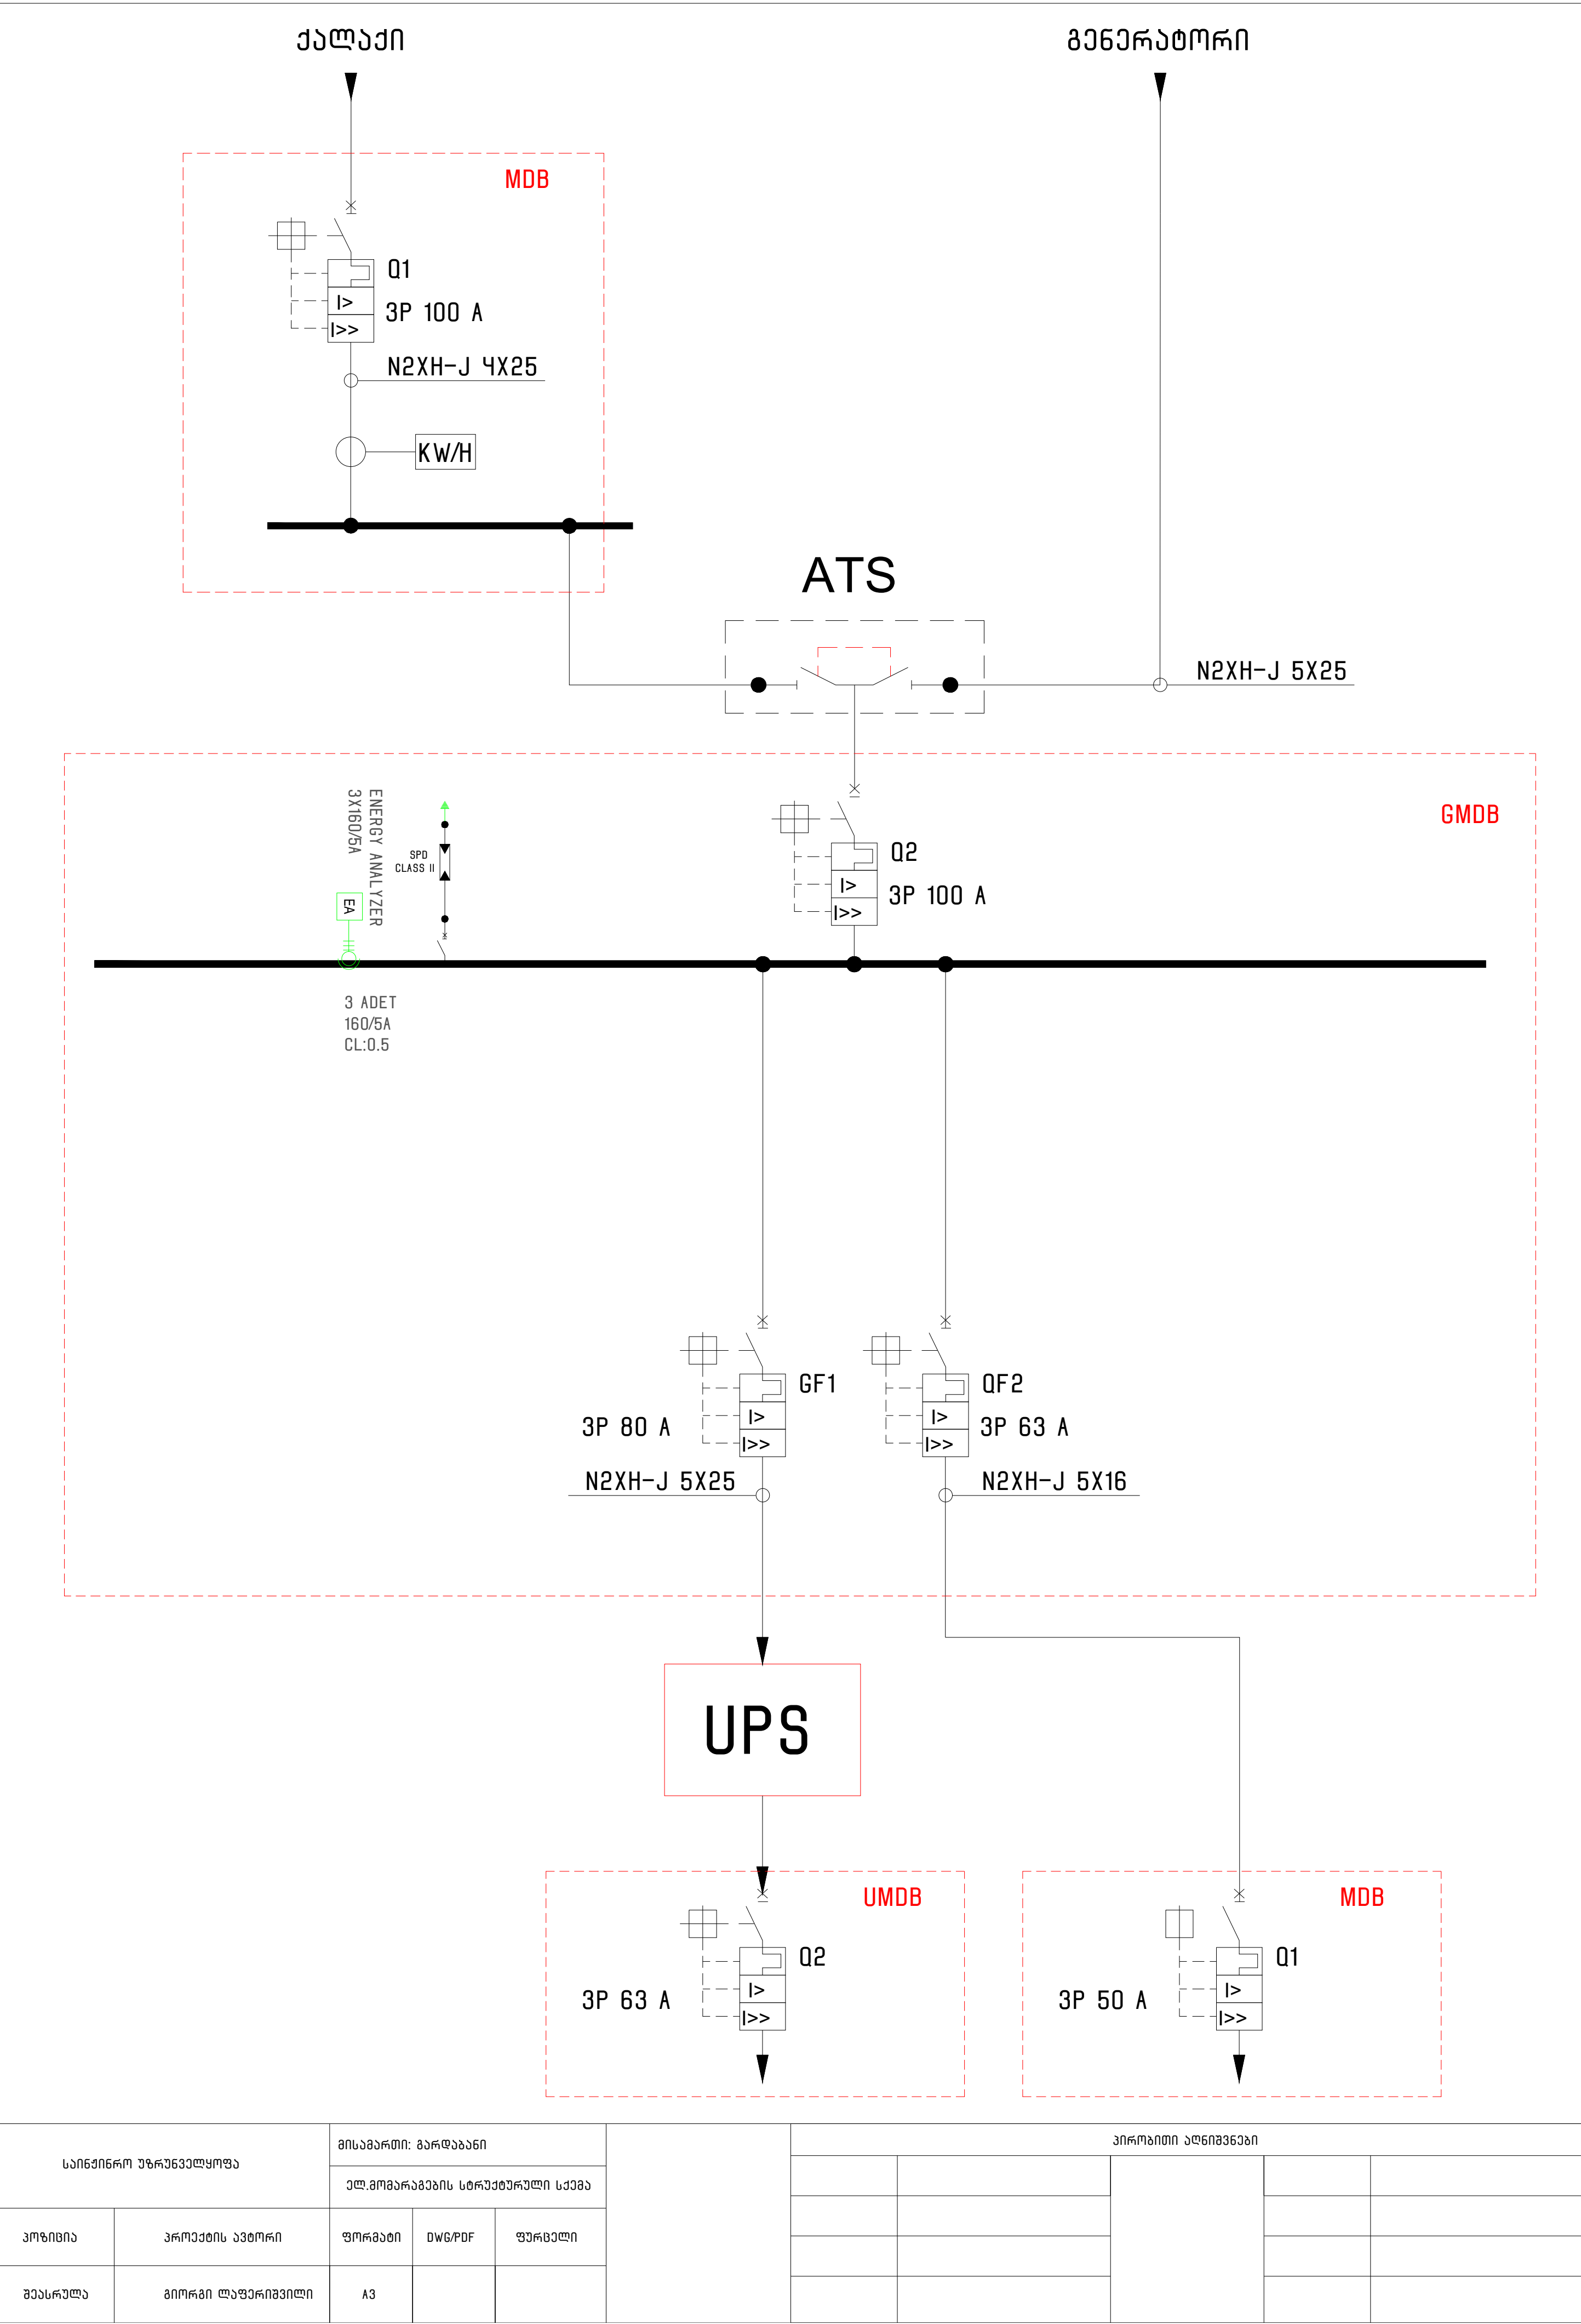 ქალაქი
გენერატორი
MDB
Q1
3P 100 A
I>
I>>
N2XH-J 4X25
KW/H
ATS
N2XH-J 5X25
GMDB
ENERGY ANALYZER
3X160/5A
SPD
CLASS II
EA
Q2
3P 100 A
I>
I>>
3 ADET
160/5A
CL:0.5
GF1
3P 80 A
I>
I>>
N2XH-J 5X25
QF2
3P 63 A
I>
I>>
N2XH-J 5X16
UPS
UMDB
Q2
3P 63 A
I>
I>>
MDB
Q1
3P 50 A
I>
I>>
საინჟინრო უზრუნველყოფა
მისამართი: გარდაბანი
ელ.მომარაგების სტრუქტურული სქემა
პოზიცია
პროექტის ავტორი
ფორმატი
DWG/PDF
ფურცელი
შეასრულა
გიორგი ლაფერიშვილი
A3
პირობითი აღნიშვნები